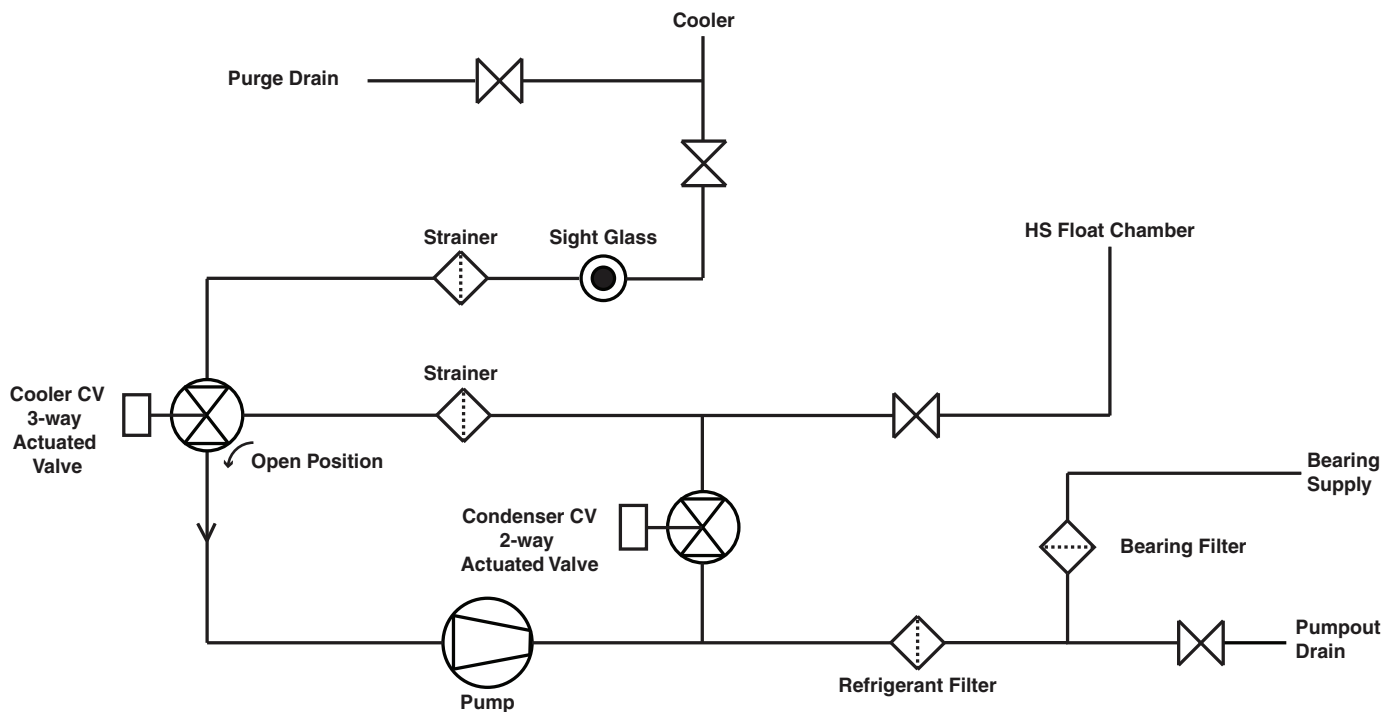 Cooler
Purge Drain
Strainer
Sight Glass
HS Float Chamber
Cooler CV
3-way
Actuated
Valve
Strainer
Open Position
Bearing
Supply
Condenser CV
2-way
Actuated Valve
Bearing Filter
Pumpout
Drain
Refrigerant Filter
Pump